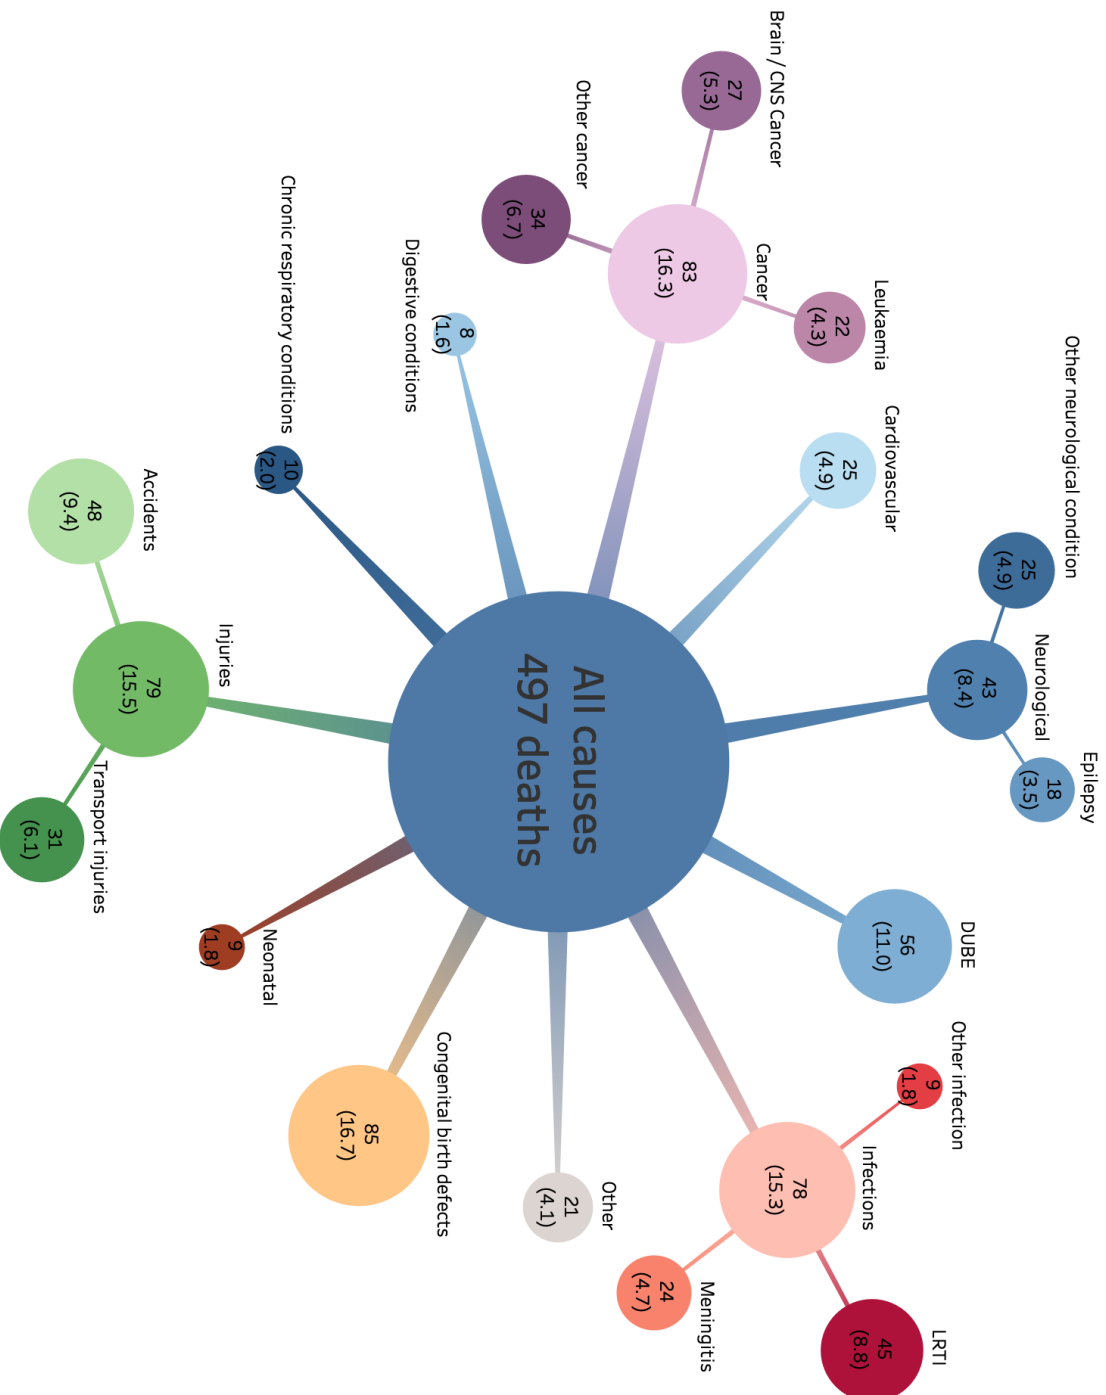 Other neurological condition
25
(4.9)
Neurological
43
(8.4)
Epilepsy
18
(3.5)
DUBE
56
(11.0)
Other infection
9
(1.8)
Infections
78
(15.3)
LRTI
45
(8.8)
Meningitis
24
(4.7)
Leukaemia
22
(4.3)
Cardiovascular
25
(4.9)
Brain / CNS Cancer
27
(5.3)
Cancer
83
(16.3)
Other cancer
34
(6.7)
All causes
497 deaths
Other
21
(4.1)
Digestive conditions
8
(1.6)
Congenital birth defects
85
(16.7)
Chronic respiratory conditions
10
(2.0)
Neonatal
9
(1.8)
Injuries
79
(15.5)
Accidents
48
(9.4)
Transport injuries
31
(6.1)